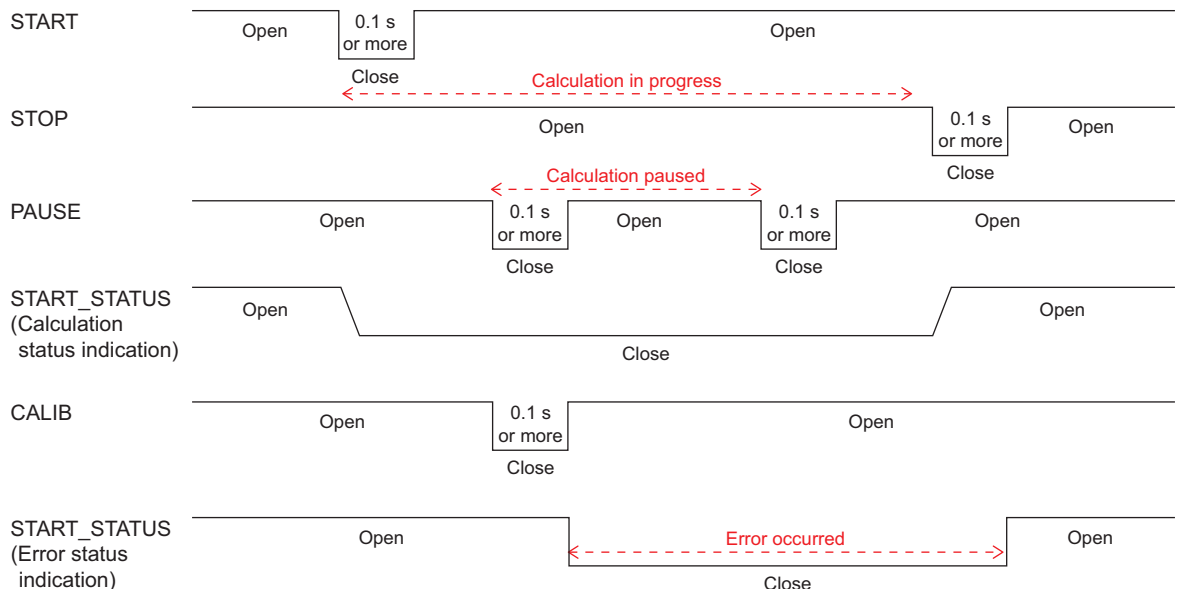 START
Open
0.1 s
or more
Open
Close
Calculation in progress
STOP
Open
0.1 s
or more
Open
Close
Calculation paused
PAUSE
Open
0.1 s
or more
Open
0.1 s
or more
Open
Close
Close
START_STATUS
(Calculation
status indication)
Open
Close
Open
CALIB
Open
0.1 s
or more
Open
Close
START_STATUS
(Error status
indication)
Open
Error occurred
Open
Close